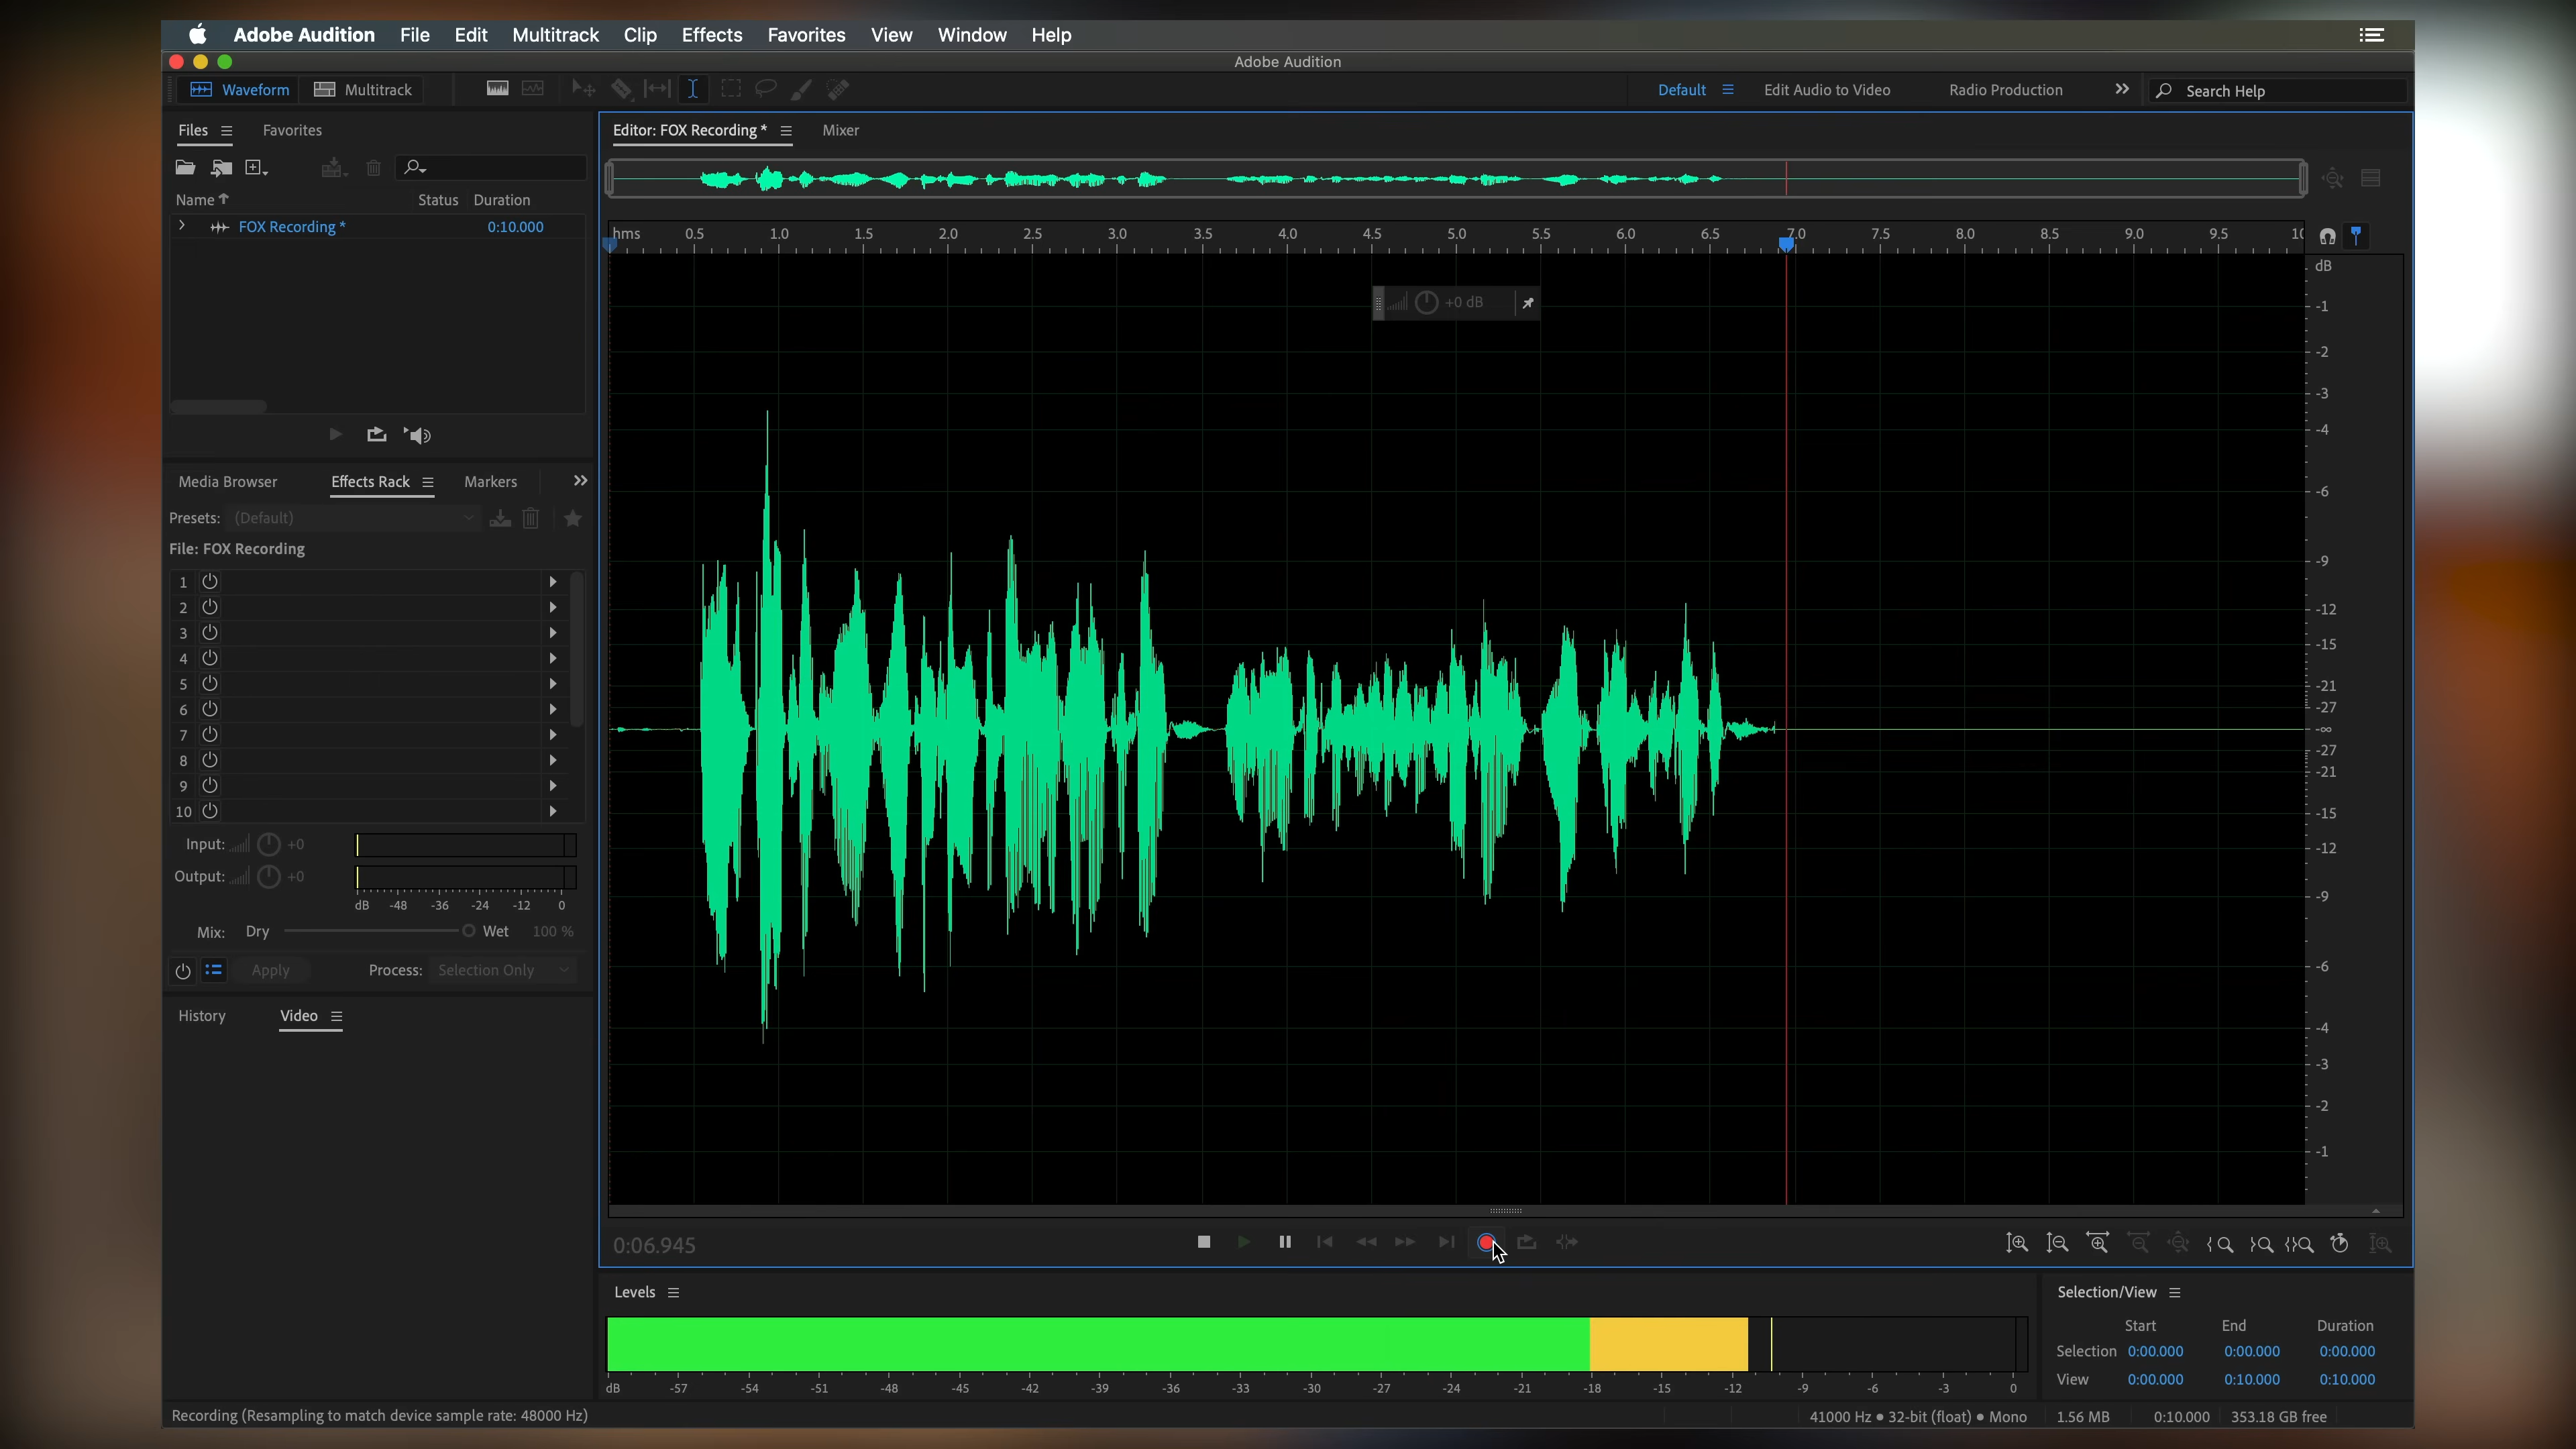 Adobe Audition File Edit Multitrack Clip Effects Favorites View Window Help
Adobe Audition
Waveform Multitrack Default Edit Audio to Video Radio Production Search Help
Files Favorites
Name Status Duration
FOX Recording * 0:10.000
Media Browser Effects Rack Markers
Presets: (Default)
File: FOX Recording
1
2
3
4
5
6
7
8
9
10
Input: +0
Output: +0
dB -48 -36 -24 -12 0
Mix: Dry Wet 100 %
Apply Process: Selection Only
History Video
Editor: FOX Recording * Mixer
hms 0.5 1.0 1.5 2.0 2.5 3.0 3.5 4.0 4.5 5.0 5.5 6.0 6.5 7.0 7.5 8.0 8.5 9.0 9.5 10
+0 dB
dB
-1
-2
-3
-4
-6
-9
-12
-15
-21
-27
-∞
-27
-21
-15
-12
-9
-6
-4
-3
-2
-1
0:06.945
Levels
dB -57 -54 -51 -48 -45 -42 -39 -36 -33 -30 -27 -24 -21 -18 -15 -12 -9 -6 -3 0
Selection/View
Start End Duration
Selection 0:00.000 0:00.000 0:00.000
View 0:00.000 0:10.000 0:10.000
Recording (Resampling to match device sample rate: 48000 Hz) 41000 Hz ● 32-bit (float) ● Mono 1.56 MB 0:10.000 353.18 GB free